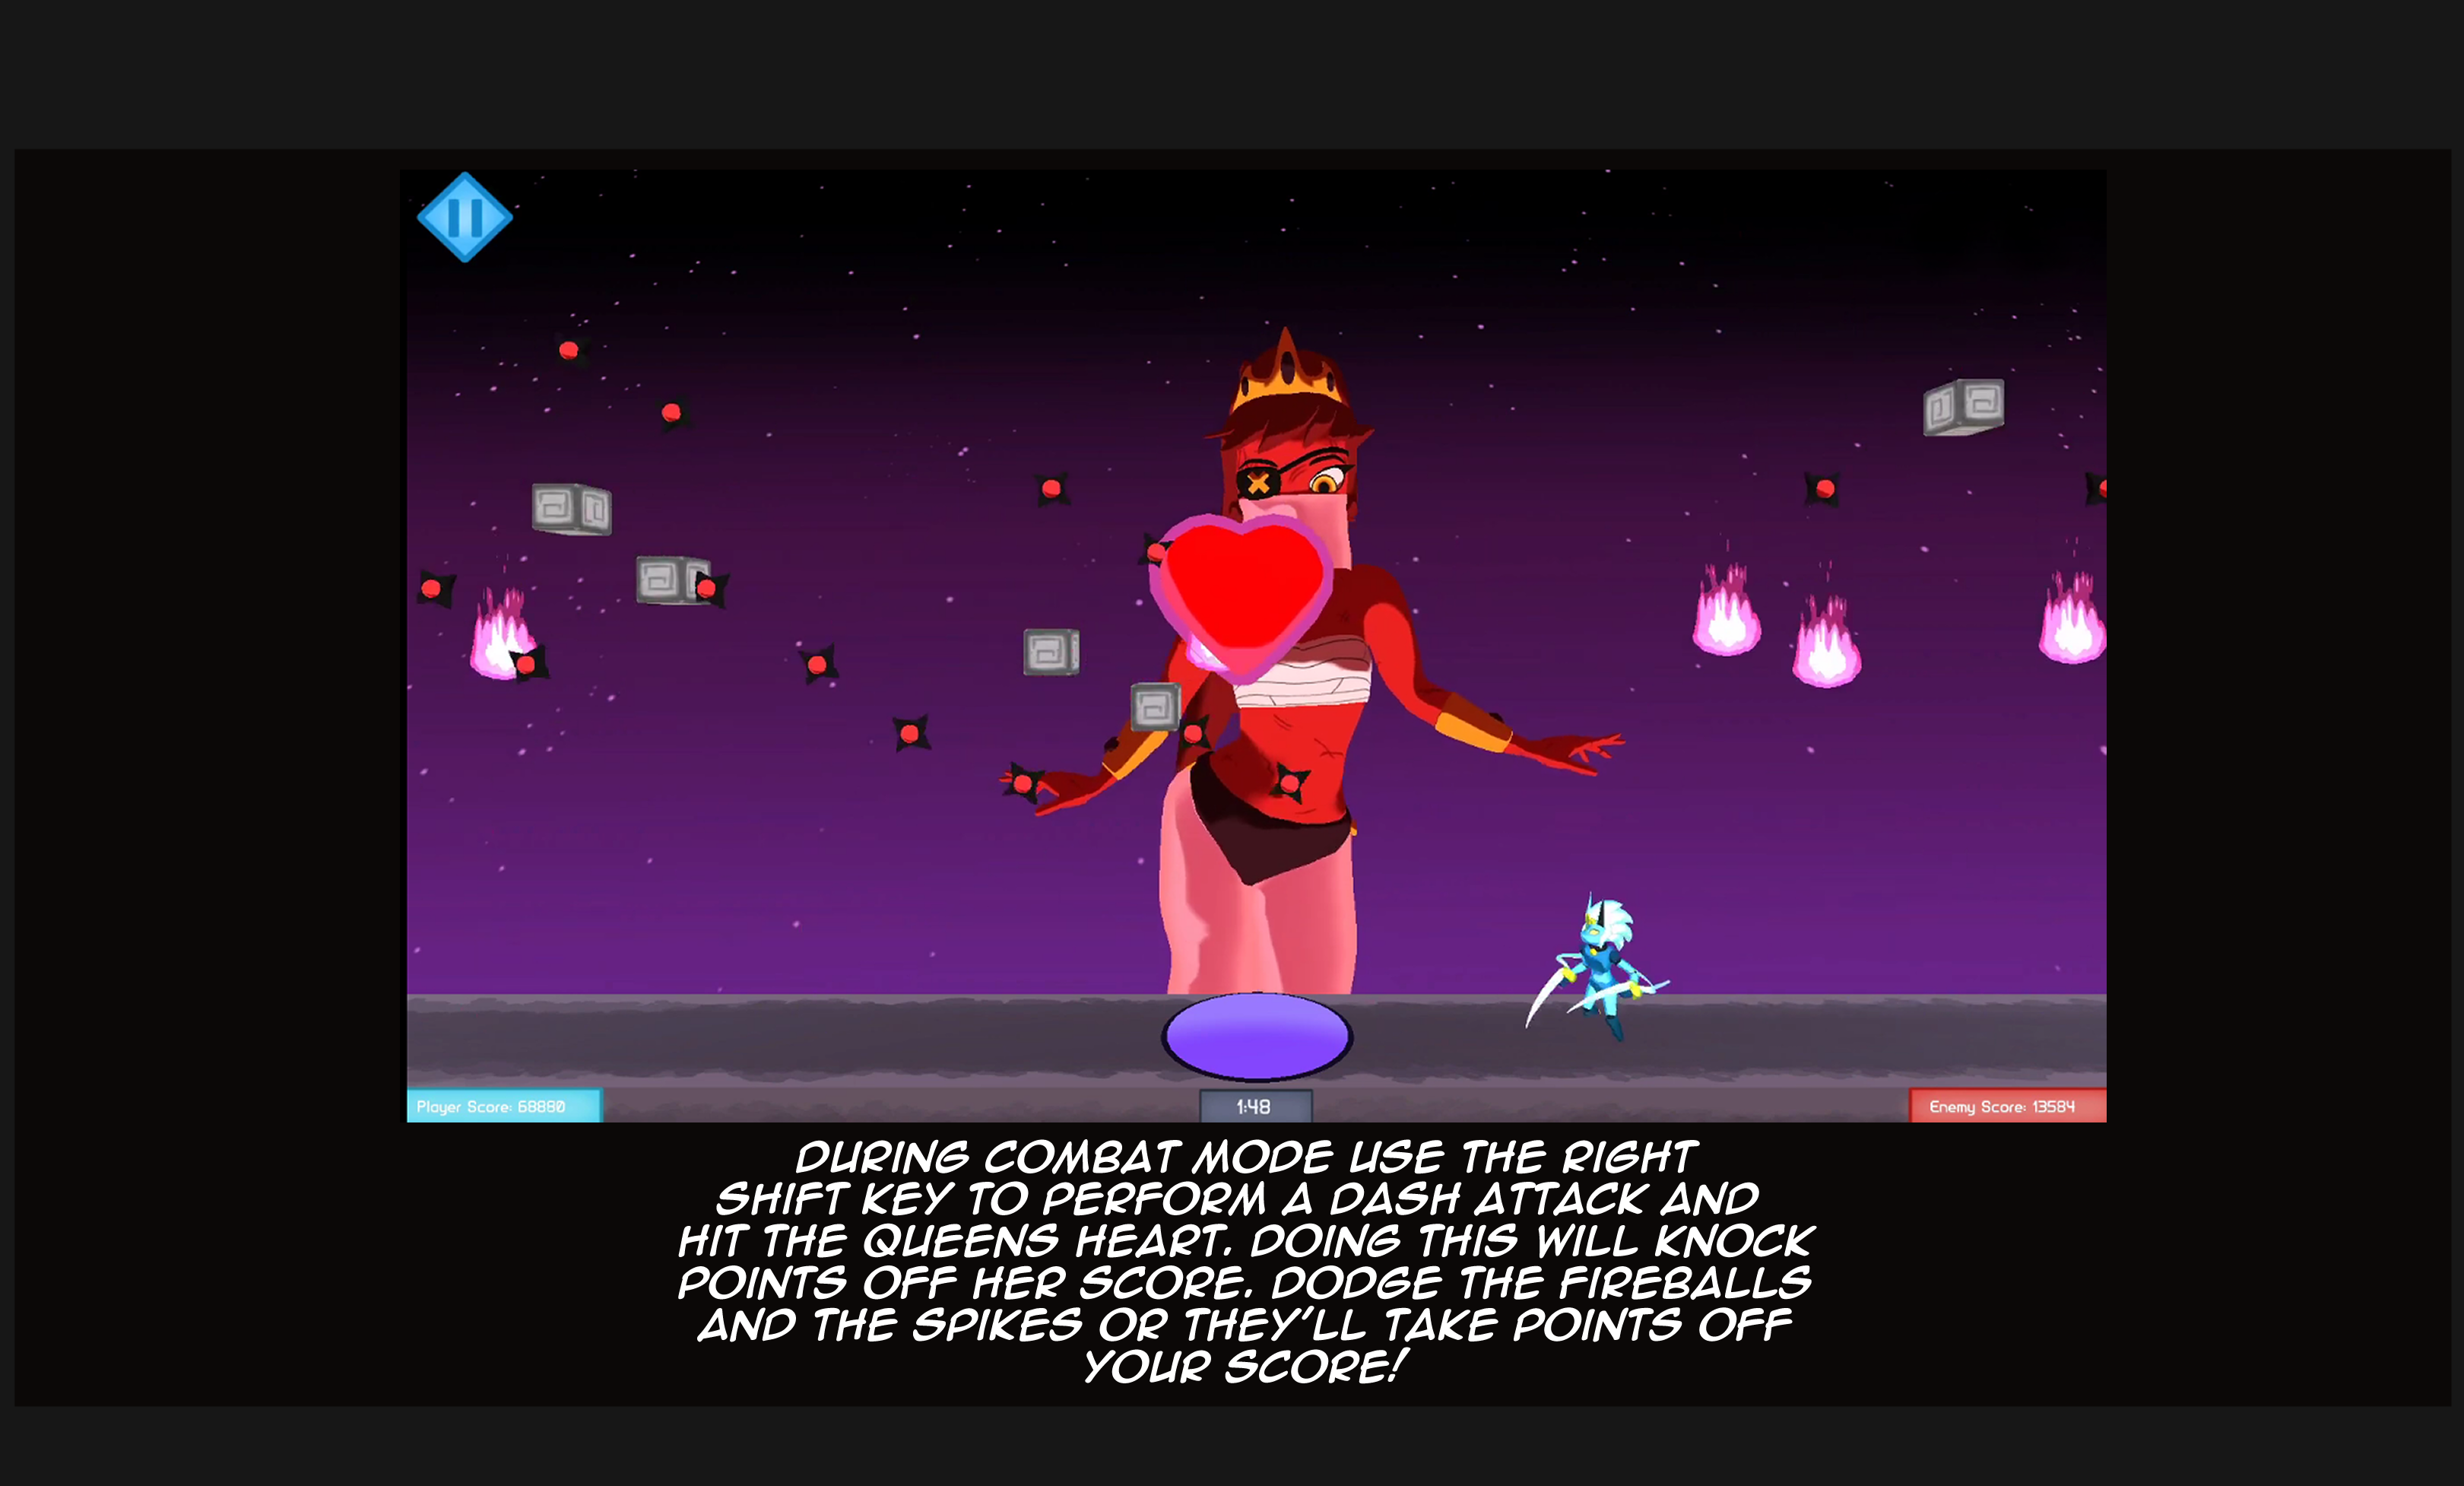 Player Score: 68880
1:48
Enemy Score: 13584
DURING COMBAT MODE USE THE RIGHT
SHIFT KEY TO PERFORM A DASH ATTACK AND
HIT THE QUEENS HEART. DOING THIS WILL KNOCK
POINTS OFF HER SCORE. DODGE THE FIREBALLS
AND THE SPIKES OR THEY'LL TAKE POINTS OFF
YOUR SCORE!